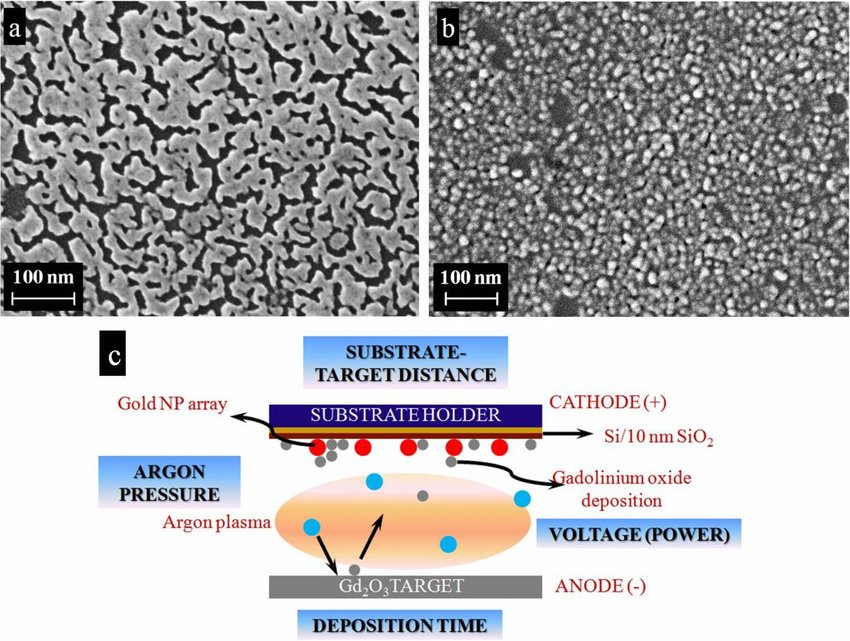 a
b
100 nm
100 nm
c
SUBSTRATE-
TARGET DISTANCE
Gold NP array
SUBSTRATE HOLDER
CATHODE (+)
Si/10 nm SiO₂
ARGON
PRESSURE
Gadolinium oxide
deposition
Argon plasma
VOLTAGE (POWER)
Gd₂O₃TARGET
ANODE (-)
DEPOSITION TIME